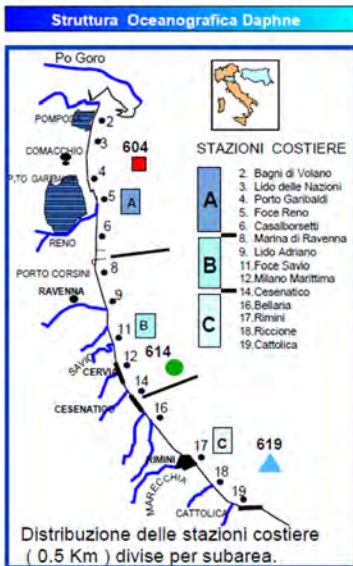 Struttura Oceanografica Daphne
Po Goro
POMPOSA
2
3
604
COMACCHIO
4
P.TO GARIBALDI
5
A
RENO
6
PORTO CORSINI
8
RAVENNA
9
11
B
SAVIO
614
CERVIA
12
14
CESENATICO
16
17
C
619
RIMINI
MARECCHIA
18
CATTOLICA
19
STAZIONI COSTIERE
A
B
C
2. Bagni di Volano
3. Lido delle Nazioni
4. Porto Garibaldi
5. Foce Reno
6. Casalborsetti
8. Marina di Ravenna
9. Lido Adriano
11. Foce Savio
12. Milano Marittima
14. Cesenatico
16. Bellaria
17. Rimini
18. Riccione
19. Cattolica
Distribuzione delle stazioni costiere
( 0.5 Km ) divise per subarea.